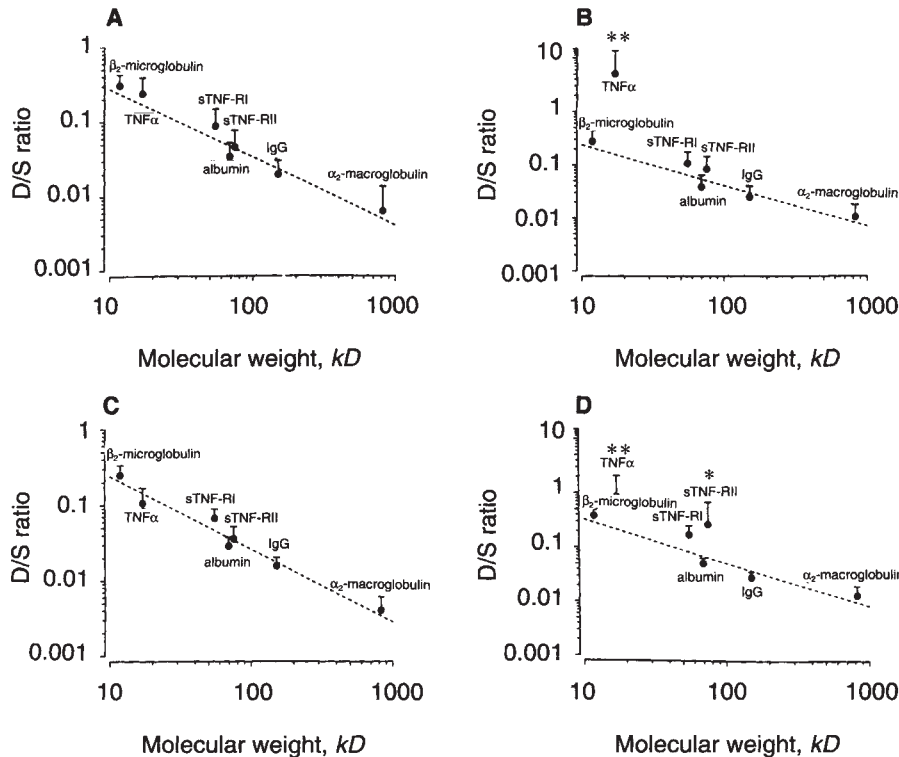 A
D/S ratio
1
0.1
0.01
0.001
β₂-microglobulin
TNFα
sTNF-RI
sTNF-RII
albumin
IgG
α₂-macroglobulin
10
100
1000
Molecular weight, kD
B
D/S ratio
10
1
0.1
0.01
0.001
**
TNFα
β₂-microglobulin
sTNF-RI
sTNF-RII
albumin
IgG
α₂-macroglobulin
10
100
1000
Molecular weight, kD
C
D/S ratio
1
0.1
0.01
0.001
β₂-microglobulin
TNFα
sTNF-RI
sTNF-RII
albumin
IgG
α₂-macroglobulin
10
100
1000
Molecular weight, kD
D
D/S ratio
10
1
0.1
0.01
0.001
**
TNFα
*
sTNF-RII
β₂-microglobulin
sTNF-RI
albumin
IgG
α₂-macroglobulin
10
100
1000
Molecular weight, kD